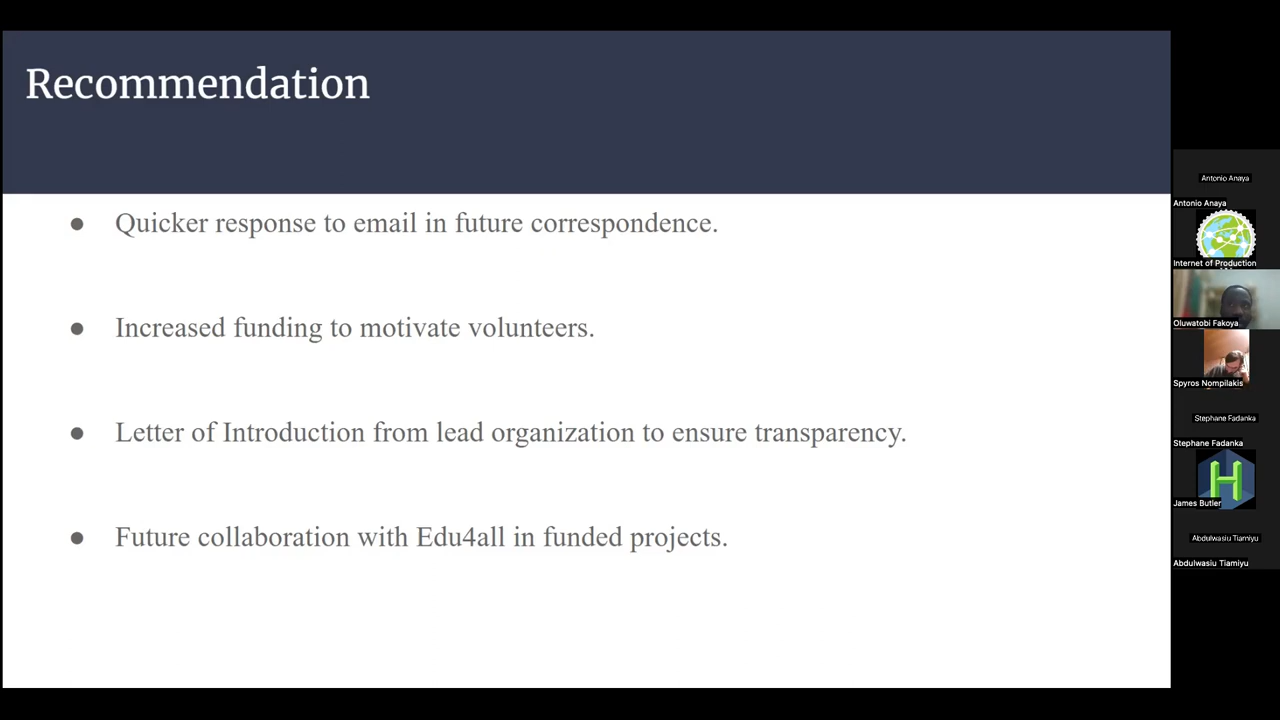 Recommendation
● Quicker response to email in future correspondence.
● Increased funding to motivate volunteers.
● Letter of Introduction from lead organization to ensure transparency.
● Future collaboration with Edu4all in funded projects.
Antonio Anaya
Antonio Anaya
Internet of Production
Oluwatobi Fakoya
Spyros Nompilakis
Stephane Fadanka
Stephane Fadanka
H
James Butler
Abdulwasiu Tiamiyu
Abdulwasiu Tiamiyu